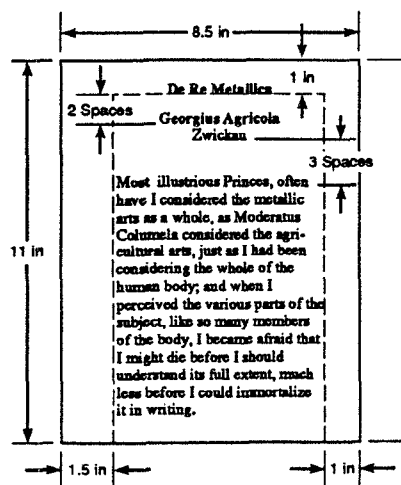 8.5 in
De Re Metallica
1 in
2 Spaces
Georgius Agricola
Zwickau
3 Spaces
Most illustrious Princes, often
have I considered the metallic
arts as a whole, as Moderatus
Columela considered the agri-
cultural arts, just as I had been
considering the whole of the
human body; and when I
perceived the various parts of the
subject, like so many members
of the body, I became afraid that
I might die before I should
understand its full extent, much
less before I could immortalize
it in writing.
11 in
1.5 in
1 in